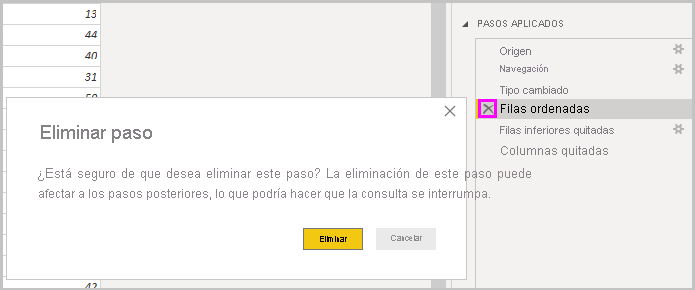 13
44
40
31
PASOS APLICADOS
Origen
Navegación
Tipo cambiado
Filas ordenadas
Filas inferiores quitadas
Columnas quitadas
Eliminar paso
¿Está seguro de que desea eliminar este paso? La eliminación de este paso puede
afectar a los pasos posteriores, lo que podría hacer que la consulta se interrumpa.
Eliminar
Cancelar
42